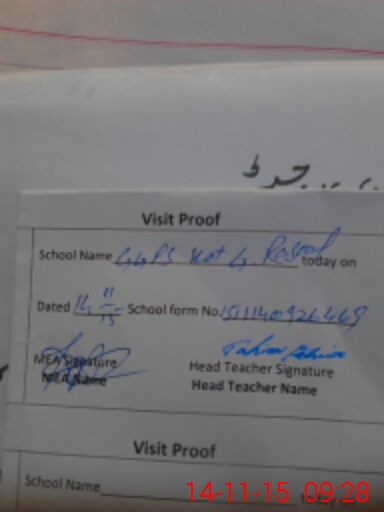 Visit Proof
School Name GGPS Kot G. Rasool today on
Dated 14 11/15 School form No. 1511140926469
MEA Signature Head Teacher Signature
MEA Name Head Teacher Name
Visit Proof
School Name
14-11-15 09:28